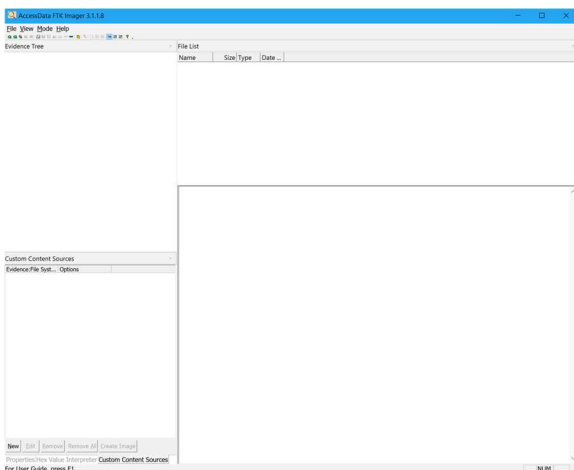 AccessData FTK Imager 3.1.1.8
File View Mode Help
Evidence Tree
File List
Name Size Type Date ...
Custom Content Sources
Evidence:File Syst... Options
New Edit Remove Remove All Create Image
Properties Hex Value Interpreter Custom Content Sources
For User Guide, press F1
NUM